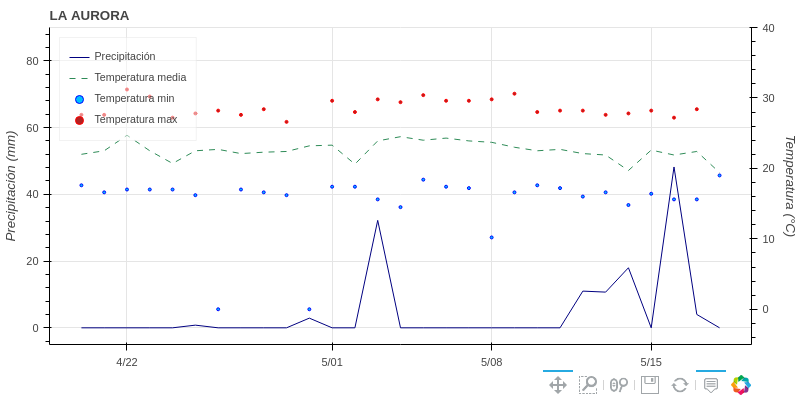 LA AURORA
Precipitación
Temperatura media
Temperatura min
Temperatura max
Precipitación (mm)
80
60
40
20
0
40
30
20
10
0
Temperatura (°C)
4/22
5/01
5/08
5/15